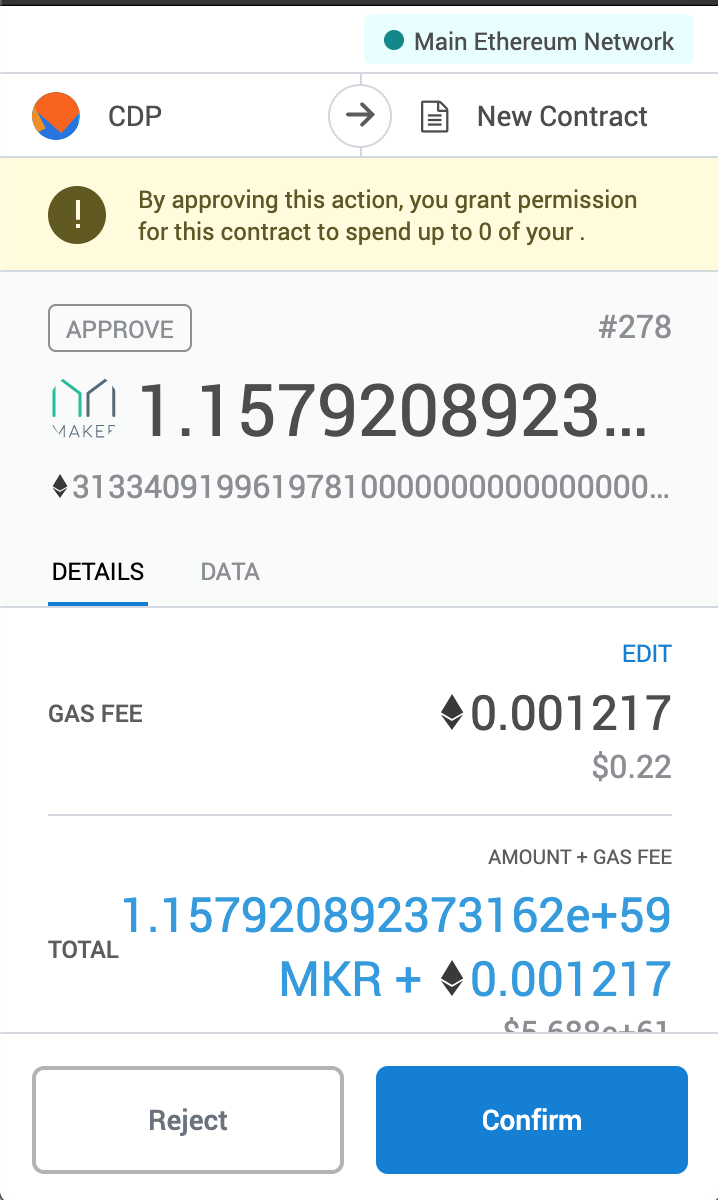 Main Ethereum Network
CDP
New Contract
!
By approving this action, you grant permission
for this contract to spend up to 0 of your .
APPROVE
#278
MAKER
1.1579208923...
3133409199619781000000000000000000...
DETAILS
DATA
EDIT
GAS FEE
0.001217
$0.22
AMOUNT + GAS FEE
1.157920892373162e+59
TOTAL
MKR + 0.001217
$5.688e+61
Reject
Confirm